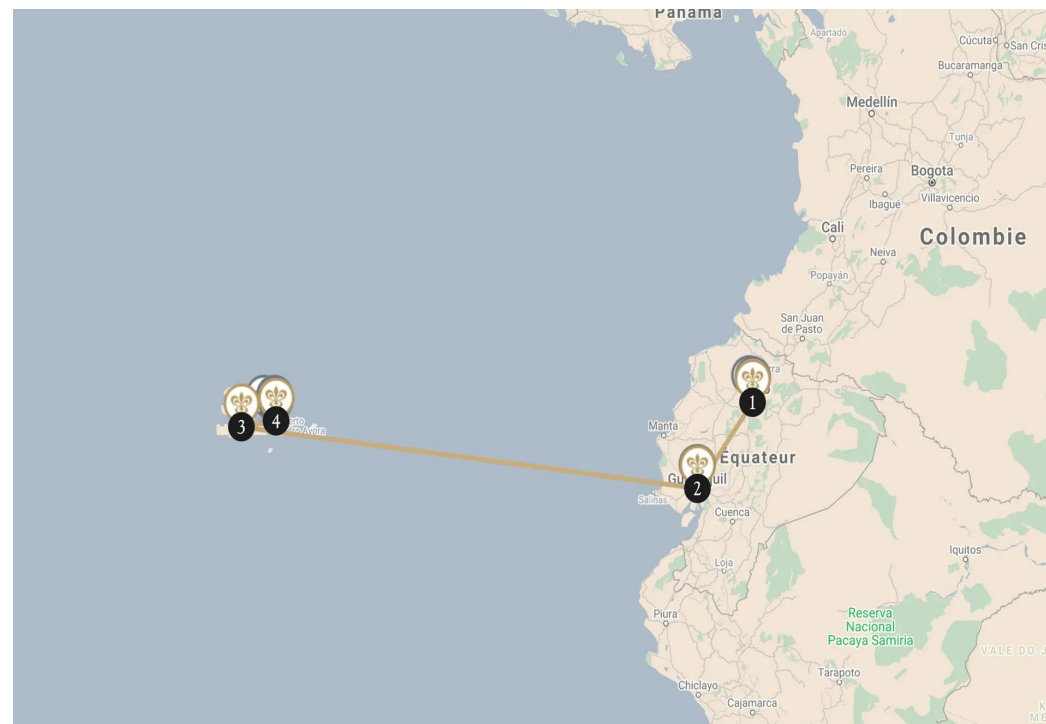 Panama
Apartadó
Cúcuta
San Cris
Bucaramanga
Medellín
Tunja
Pereira
Bogota
Ibagué
Villavicencio
Cali
Colombie
Neiva
Popayán
San Juan
de Pasto
1
3
4
Manta
Équateur
2
Salinas
Cuenca
Loja
Iquitos
Piura
Reserva
Nacional
Pacaya Samiria
VALE DO J
Tarapoto
Chiclayo
Cajamarca